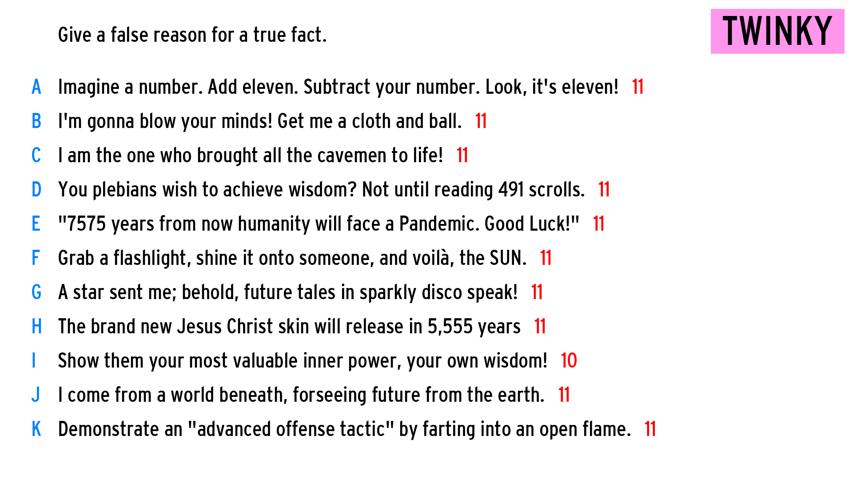 Give a false reason for a true fact.
TWINKY
A Imagine a number. Add eleven. Subtract your number. Look, it's eleven! 11
B I'm gonna blow your minds! Get me a cloth and ball. 11
C I am the one who brought all the cavemen to life! 11
D You plebians wish to achieve wisdom? Not until reading 491 scrolls. 11
E "7575 years from now humanity will face a Pandemic. Good Luck!" 11
F Grab a flashlight, shine it onto someone, and voilà, the SUN. 11
G A star sent me; behold, future tales in sparkly disco speak! 11
H The brand new Jesus Christ skin will release in 5,555 years 11
I Show them your most valuable inner power, your own wisdom! 10
J I come from a world beneath, forseeing future from the earth. 11
K Demonstrate an "advanced offense tactic" by farting into an open flame. 11